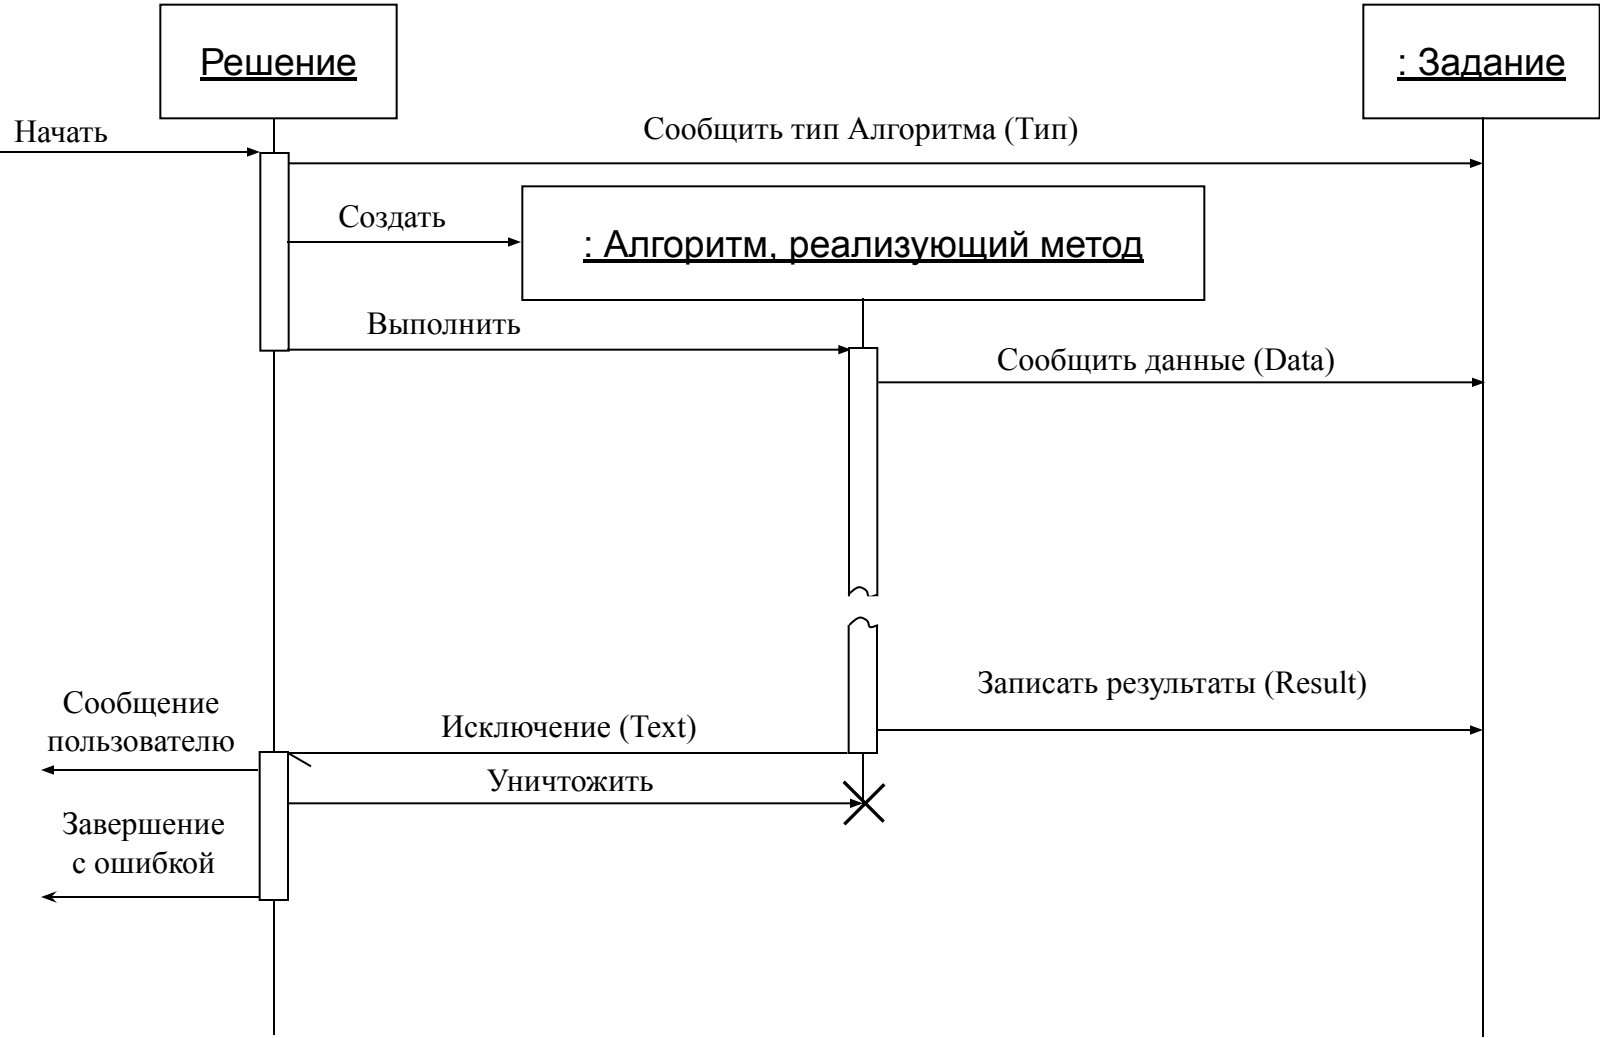 Решение
: Задание
Начать
Сообщить тип Алгоритма (Тип)
Создать
: Алгоритм, реализующий метод
Выполнить
Сообщить данные (Data)
Записать результаты (Result)
Сообщение
пользователю
Исключение (Text)
Уничтожить
Завершение
с ошибкой